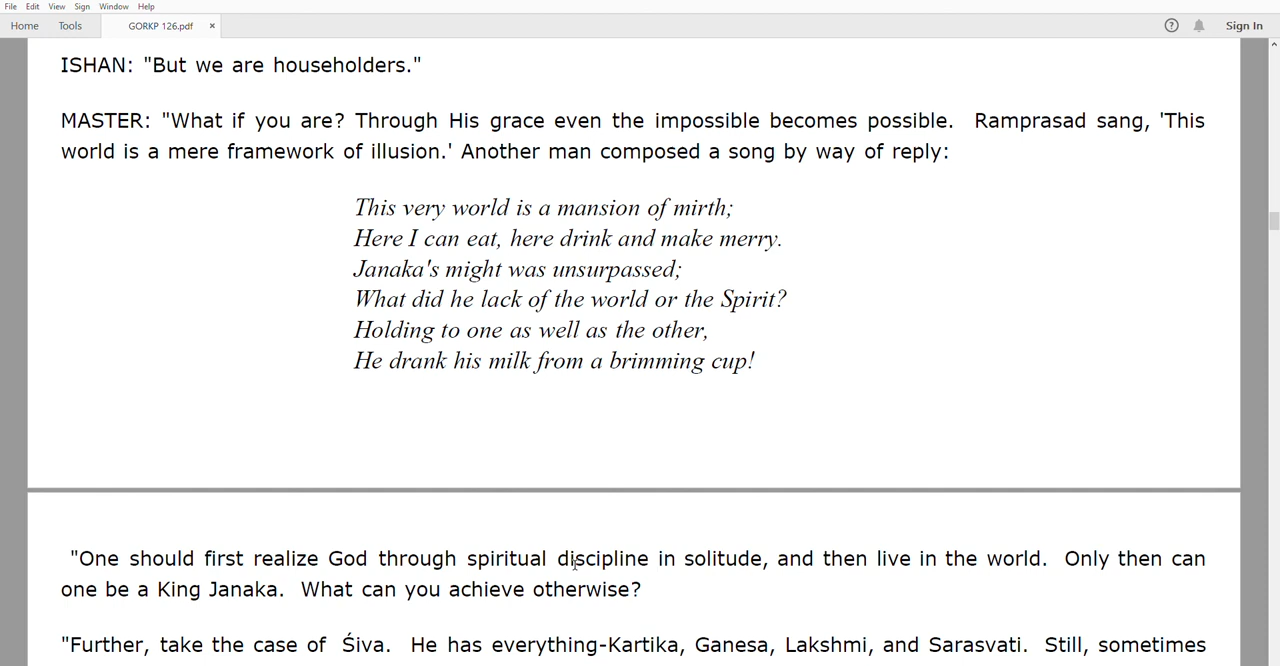 File Edit View Sign Window Help
Home Tools GORKP 126.pdf × ? Sign In
ISHAN: "But we are householders."
MASTER: "What if you are? Through His grace even the impossible becomes possible. Ramprasad sang, 'This
world is a mere framework of illusion.' Another man composed a song by way of reply:
This very world is a mansion of mirth;
Here I can eat, here drink and make merry.
Janaka's might was unsurpassed;
What did he lack of the world or the Spirit?
Holding to one as well as the other,
He drank his milk from a brimming cup!
"One should first realize God through spiritual discipline in solitude, and then live in the world. Only then can
one be a King Janaka. What can you achieve otherwise?
"Further, take the case of Śiva. He has everything-Kartika, Ganesa, Lakshmi, and Sarasvati. Still, sometimes